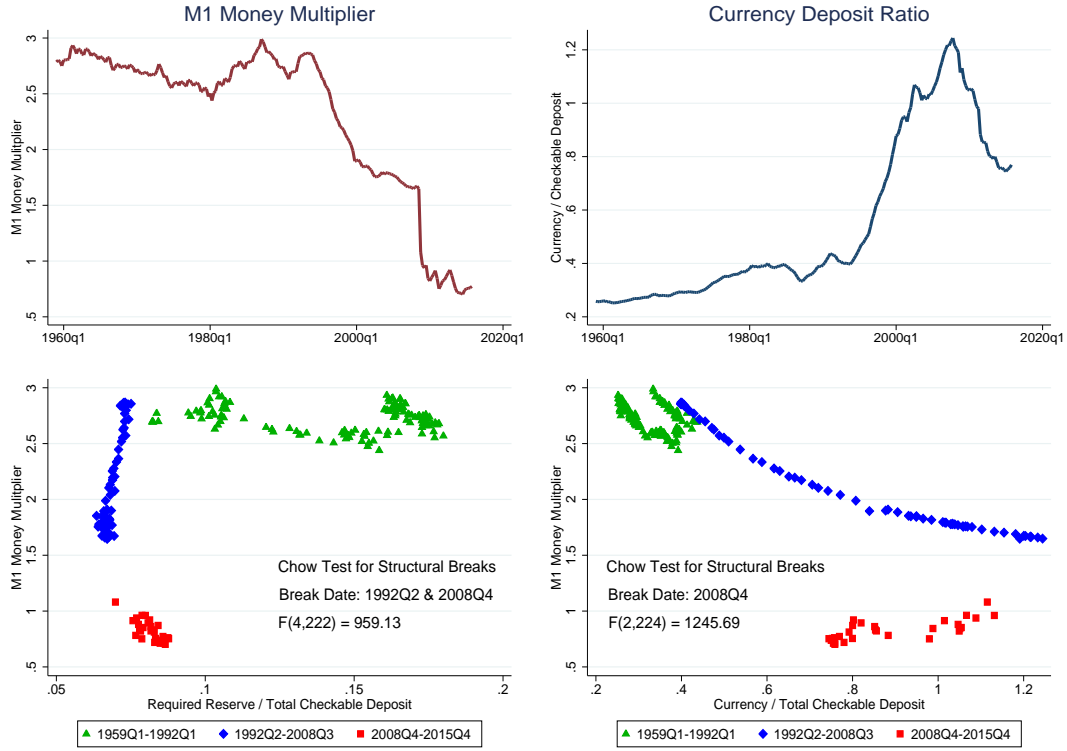 M1 Money Multiplier
M1 Money Mulitplier
3
2.5
2
1.5
1
.5
1960q1
1980q1
2000q1
2020q1
Currency Deposit Ratio
Currency / Checkable Deposit
1.2
1
.8
.6
.4
.2
1960q1
1980q1
2000q1
2020q1
M1 Money Mulitplier
3
2.5
2
1.5
1
.5
Chow Test for Structural Breaks
Break Date: 1992Q2 & 2008Q4
F(4,222) = 959.13
.05
.1
.15
.2
Required Reserve / Total Checkable Deposit
1959Q1-1992Q1
1992Q2-2008Q3
2008Q4-2015Q4
M1 Money Mulitplier
3
2.5
2
1.5
1
.5
Chow Test for Structural Breaks
Break Date: 2008Q4
F(2,224) = 1245.69
.2
.4
.6
.8
1
1.2
Currency / Total Checkable Deposit
1959Q1-1992Q1
1992Q2-2008Q3
2008Q4-2015Q4